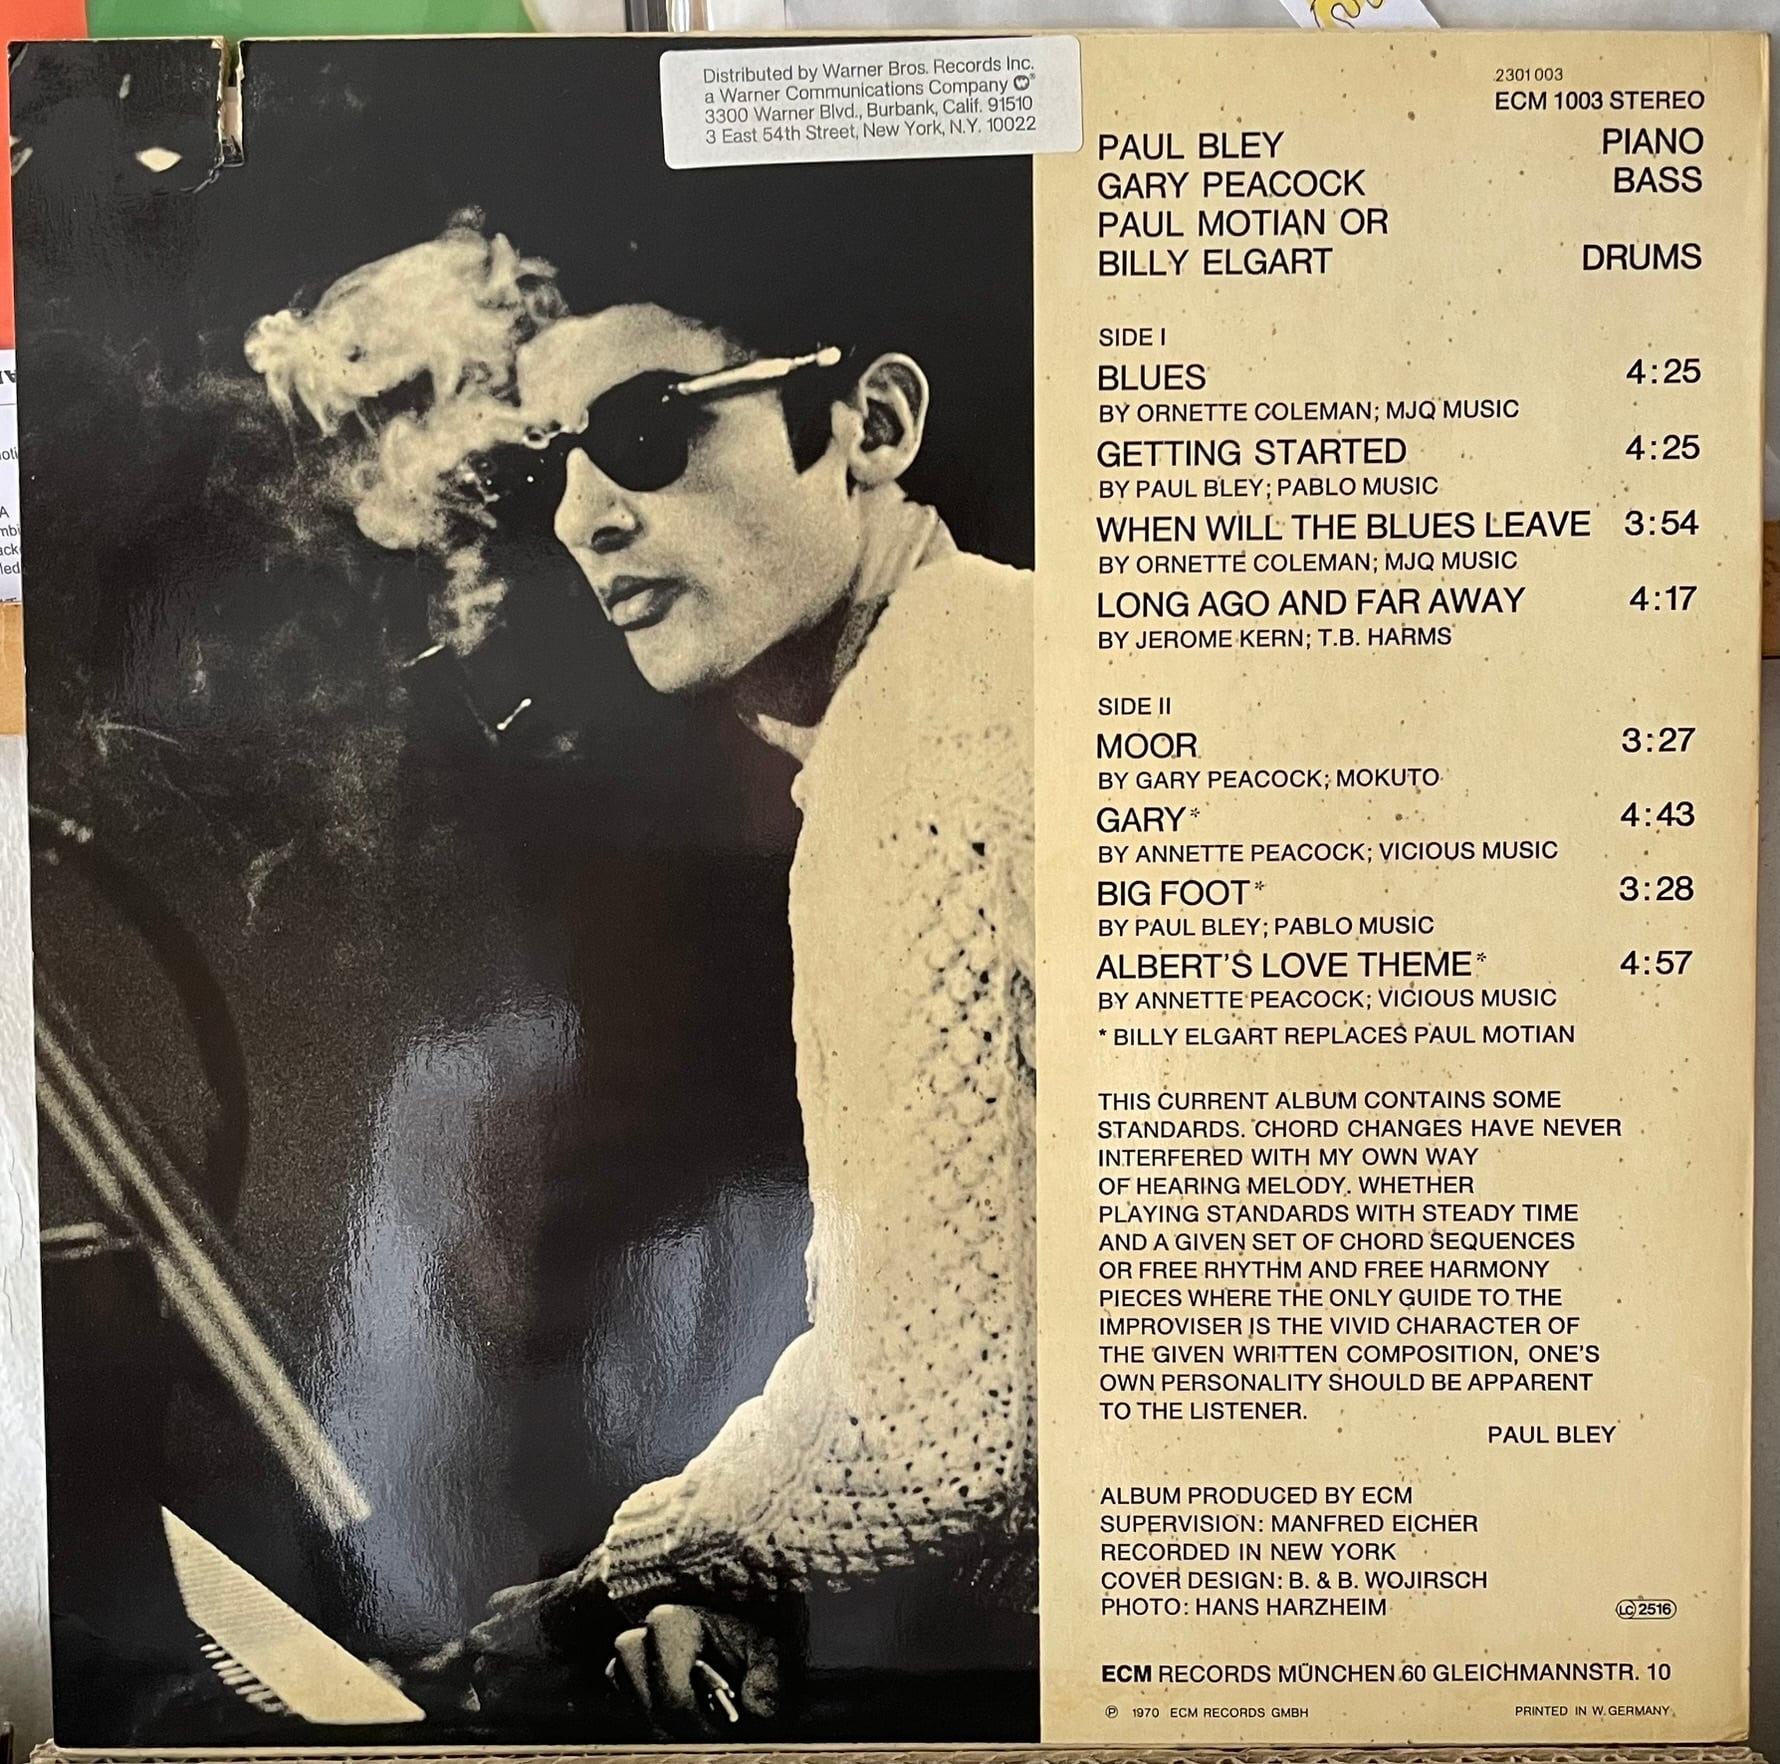 Distributed by Warner Bros. Records Inc.
a Warner Communications Company
3300 Warner Blvd., Burbank, Calif. 91510
3 East 54th Street, New York, N.Y. 10022
2301 003
ECM 1003 STEREO
PAUL BLEY PIANO
GARY PEACOCK BASS
PAUL MOTIAN OR
BILLY ELGART DRUMS
SIDE I
BLUES 4:25
BY ORNETTE COLEMAN; MJQ MUSIC
GETTING STARTED 4:25
BY PAUL BLEY; PABLO MUSIC
WHEN WILL THE BLUES LEAVE 3:54
BY ORNETTE COLEMAN; MJQ MUSIC
LONG AGO AND FAR AWAY 4:17
BY JEROME KERN; T.B. HARMS
SIDE II
MOOR 3:27
BY GARY PEACOCK; MOKUTO
GARY* 4:43
BY ANNETTE PEACOCK; VICIOUS MUSIC
BIG FOOT* 3:28
BY PAUL BLEY; PABLO MUSIC
ALBERT'S LOVE THEME* 4:57
BY ANNETTE PEACOCK; VICIOUS MUSIC
* BILLY ELGART REPLACES PAUL MOTIAN
THIS CURRENT ALBUM CONTAINS SOME
STANDARDS. CHORD CHANGES HAVE NEVER
INTERFERED WITH MY OWN WAY
OF HEARING MELODY. WHETHER
PLAYING STANDARDS WITH STEADY TIME
AND A GIVEN SET OF CHORD SEQUENCES
OR FREE RHYTHM AND FREE HARMONY
PIECES WHERE THE ONLY GUIDE TO THE
IMPROVISER IS THE VIVID CHARACTER OF
THE GIVEN WRITTEN COMPOSITION, ONE'S
OWN PERSONALITY SHOULD BE APPARENT
TO THE LISTENER.
PAUL BLEY
ALBUM PRODUCED BY ECM
SUPERVISION: MANFRED EICHER
RECORDED IN NEW YORK
COVER DESIGN: B. & B. WOJIRSCH
PHOTO: HANS HARZHEIM
LC 2516
ECM RECORDS MÜNCHEN 60 GLEICHMANNSTR. 10
℗ 1970 ECM RECORDS GMBH PRINTED IN W. GERMANY